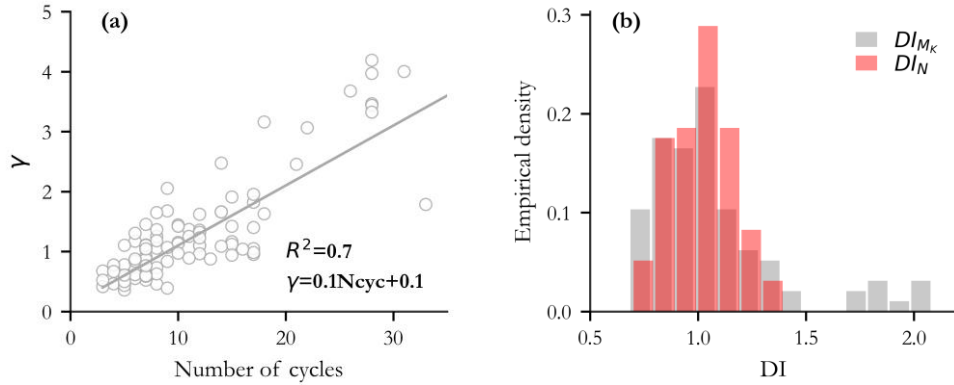 (a)
5
4
3
2
1
0
γ
0
10
20
30
Number of cycles
R²=0.7
γ=0.1Ncyc+0.1
(b)
DI_{M_K}
DI_N
0.3
0.2
0.1
0.0
Empirical density
0.5
1.0
1.5
2.0
DI